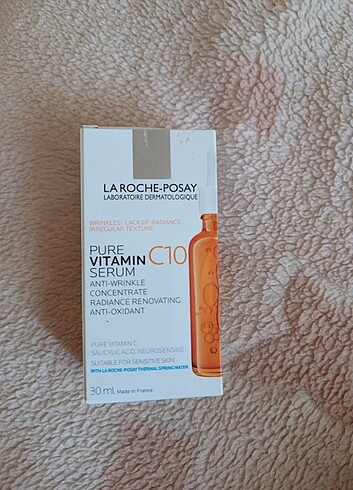 LA ROCHE-POSAY
LABORATOIRE DERMATOLOGIQUE
WRINKLES. LACK OF RADIANCE.
IRREGULAR TEXTURE
PURE
VITAMIN C10
SERUM
ANTI-WRINKLE
CONCENTRATE
RADIANCE RENOVATING.
ANTI-OXIDANT
PURE VITAMIN C.
SALICYLIC ACID. NEUROSENSINE
SUITABLE FOR SENSITIVE SKIN
WITH LA ROCHE-POSAY THERMAL SPRING WATER
30 ml Made in France